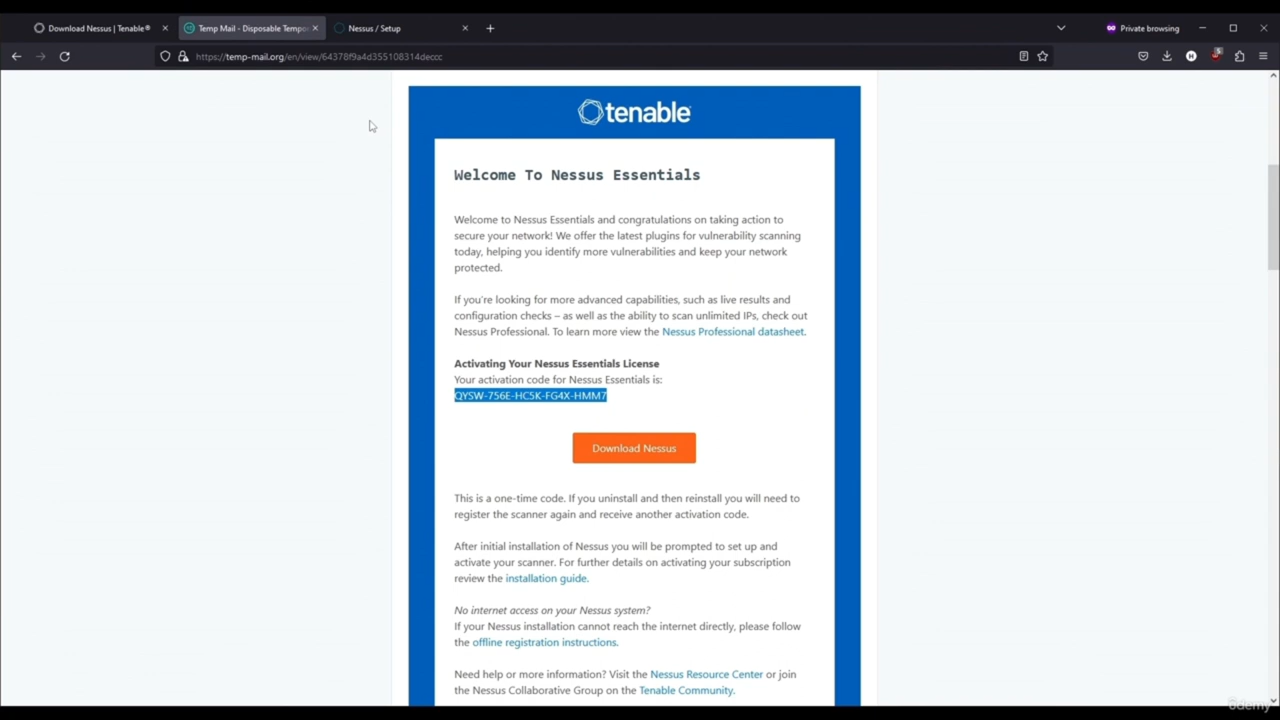 Download Nessus | Tenable®
Temp Mail - Disposable Tempo
Nessus / Setup
Private browsing
https://temp-mail.org/en/view/64378f9a4d355108314deccc
tenable
Welcome To Nessus Essentials
Welcome to Nessus Essentials and congratulations on taking action to
secure your network! We offer the latest plugins for vulnerability scanning
today, helping you identify more vulnerabilities and keep your network
protected.
If you're looking for more advanced capabilities, such as live results and
configuration checks – as well as the ability to scan unlimited IPs, check out
Nessus Professional. To learn more view the Nessus Professional datasheet.
Activating Your Nessus Essentials License
Your activation code for Nessus Essentials is:
QYSW-756E-HC5K-FG4X-HMM7
Download Nessus
This is a one-time code. If you uninstall and then reinstall you will need to
register the scanner again and receive another activation code.
After initial installation of Nessus you will be prompted to set up and
activate your scanner. For further details on activating your subscription
review the installation guide.
No internet access on your Nessus system?
If your Nessus installation cannot reach the internet directly, please follow
the offline registration instructions.
Need help or more information? Visit the Nessus Resource Center or join
the Nessus Collaborative Group on the Tenable Community.
ûdemy